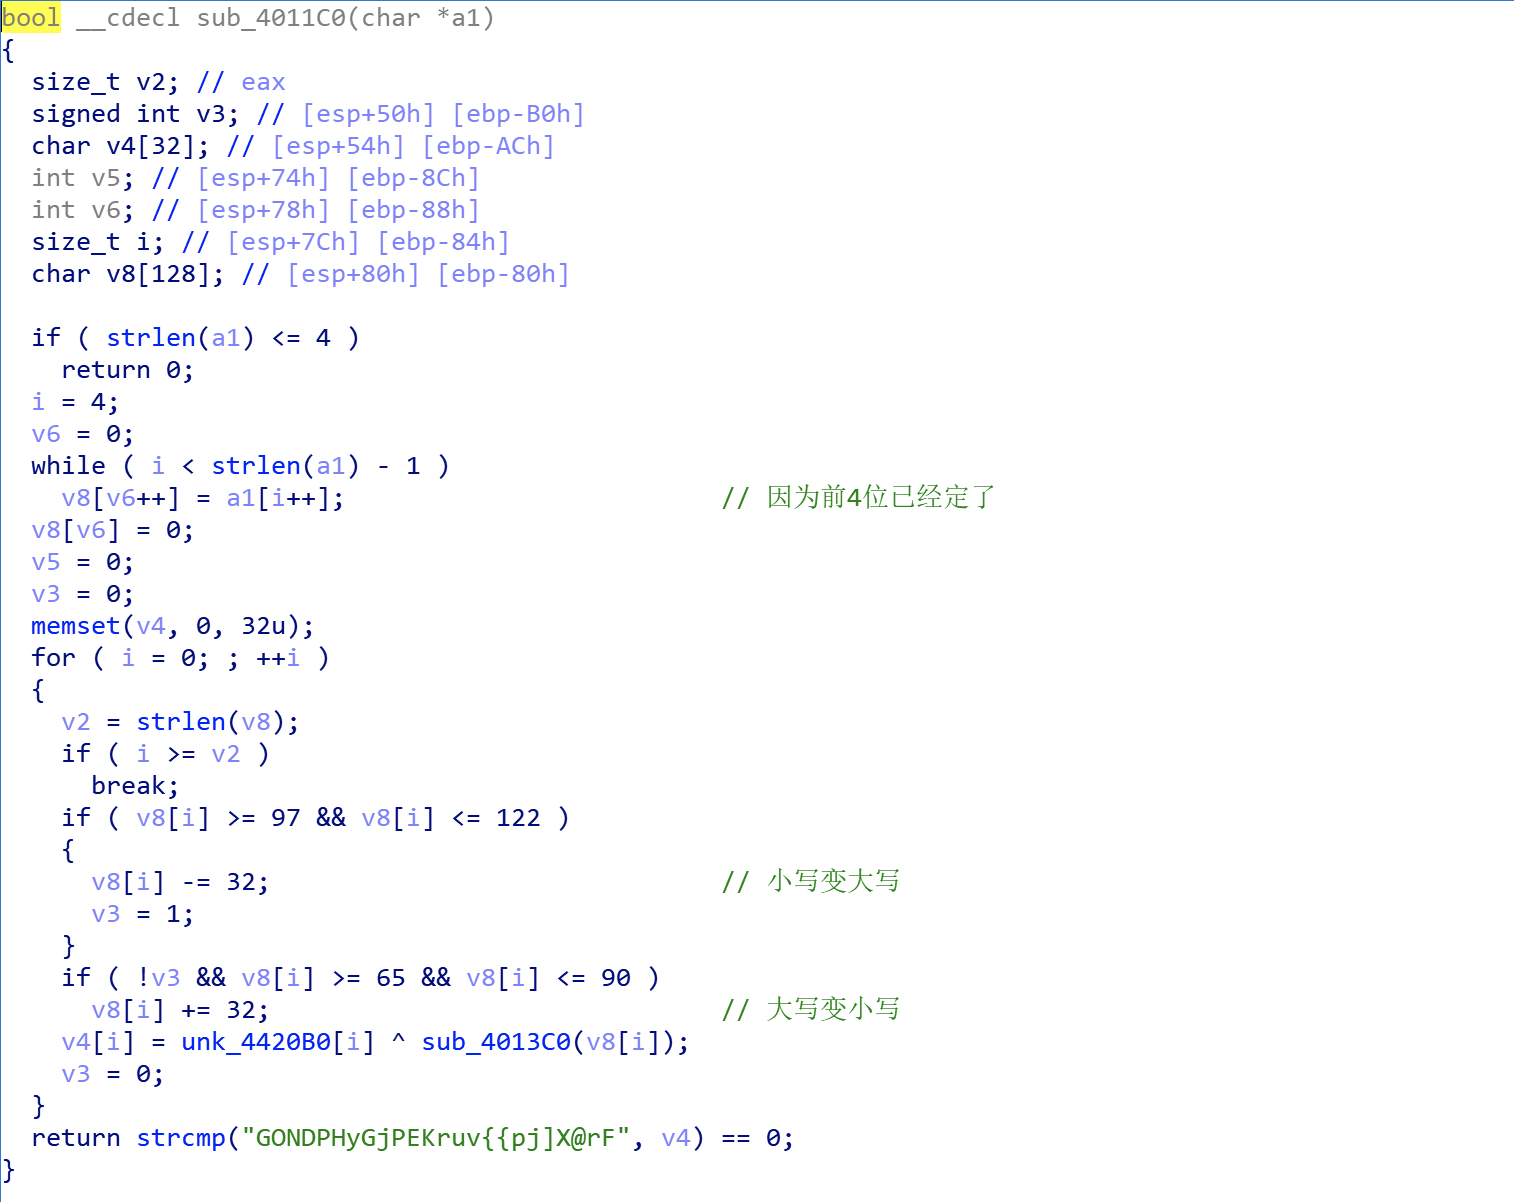 bool __cdecl sub_4011C0(char *a1)
{
  size_t v2; // eax
  signed int v3; // [esp+50h] [ebp-B0h]
  char v4[32]; // [esp+54h] [ebp-ACh]
  int v5; // [esp+74h] [ebp-8Ch]
  int v6; // [esp+78h] [ebp-88h]
  size_t i; // [esp+7Ch] [ebp-84h]
  char v8[128]; // [esp+80h] [ebp-80h]

  if ( strlen(a1) <= 4 )
    return 0;
  i = 4;
  v6 = 0;
  while ( i < strlen(a1) - 1 )
    v8[v6++] = a1[i++];                         // 因为前4位已经定了
  v8[v6] = 0;
  v5 = 0;
  v3 = 0;
  memset(v4, 0, 32u);
  for ( i = 0; ; ++i )
  {
    v2 = strlen(v8);
    if ( i >= v2 )
      break;
    if ( v8[i] >= 97 && v8[i] <= 122 )
    {
      v8[i] -= 32;                              // 小写变大写
      v3 = 1;
    }
    if ( !v3 && v8[i] >= 65 && v8[i] <= 90 )
      v8[i] += 32;                              // 大写变小写
    v4[i] = unk_4420B0[i] ^ sub_4013C0(v8[i]);
    v3 = 0;
  }
  return strcmp("GONDPHyGjPEKruv{{pj]X@rF", v4) == 0;
}